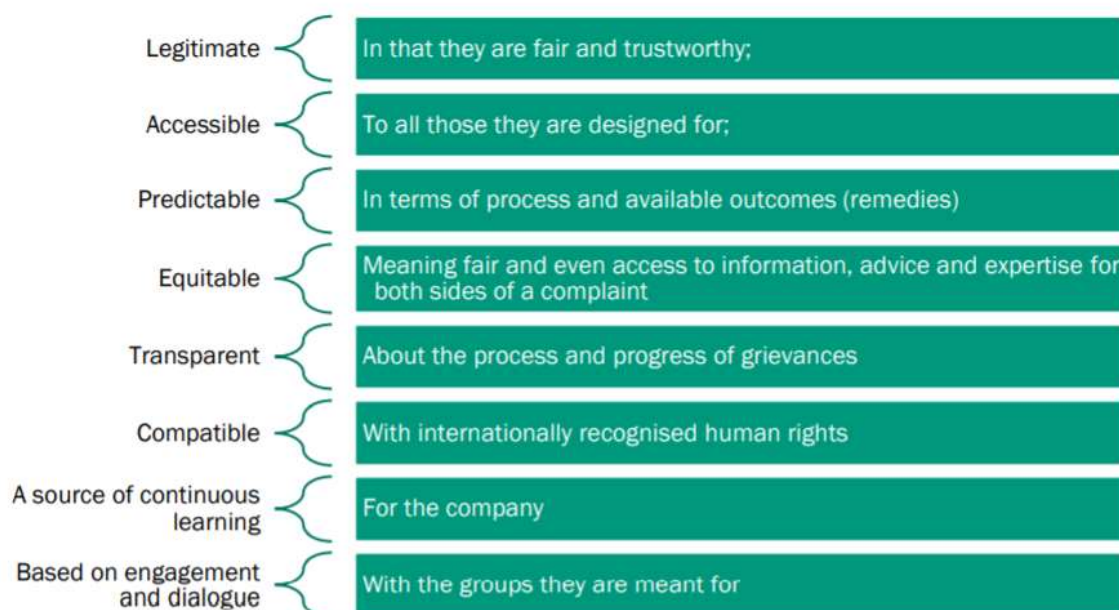 Legitimate
In that they are fair and trustworthy;
Accessible
To all those they are designed for;
Predictable
In terms of process and available outcomes (remedies)
Equitable
Meaning fair and even access to information, advice and expertise for
both sides of a complaint
Transparent
About the process and progress of grievances
Compatible
With internationally recognised human rights
A source of continuous
learning
For the company
Based on engagement
and dialogue
With the groups they are meant for